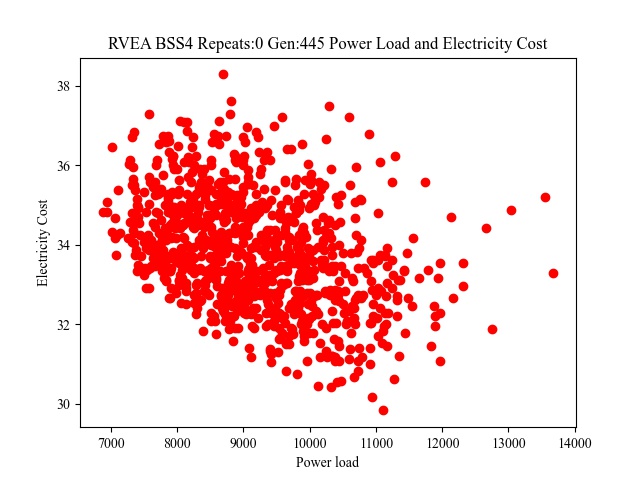 RVEA BSS4 Repeats:0 Gen:445 Power Load and Electricity Cost
38
36
34
32
30
Electricity Cost
7000 8000 9000 10000 11000 12000 13000 14000
Power load